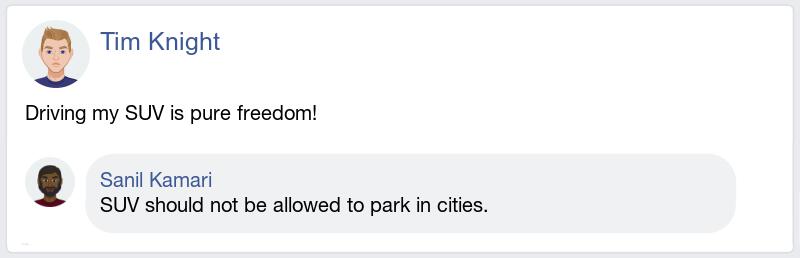 Tim Knight
Driving my SUV is pure freedom!
Sanil Kamari
SUV should not be allowed to park in cities.